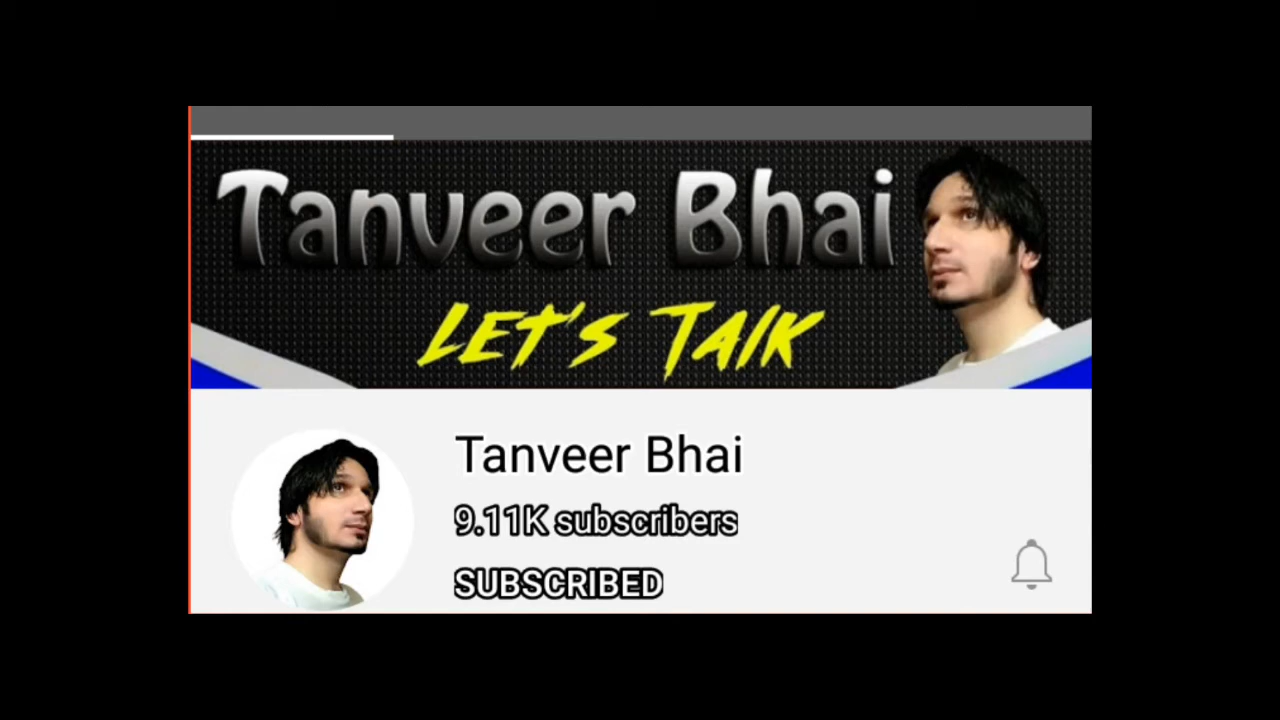 Tanveer Bhai
LET'S TALK
Tanveer Bhai
9.11K subscribers
SUBSCRIBED